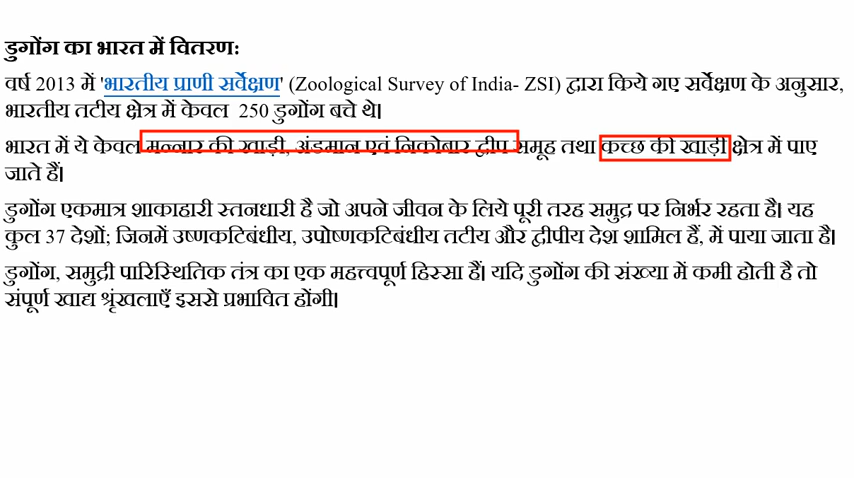 डुगोंग का भारत में वितरण:
वर्ष 2013 में 'भारतीय प्राणी सर्वेक्षण' (Zoological Survey of India- ZSI) द्वारा किये गए सर्वेक्षण के अनुसार,
भारतीय तटीय क्षेत्र में केवल 250 डुगोंग बचे थे।
भारत में ये केवल मन्नार की खाड़ी, अंडमान एवं निकोबार द्वीप समूह तथा कच्छ की खाड़ी क्षेत्र में पाए
जाते हैं।
डुगोंग एकमात्र शाकाहारी स्तनधारी है जो अपने जीवन के लिये पूरी तरह समुद्र पर निर्भर रहता है। यह
कुल 37 देशों; जिनमें उष्णकटिबंधीय, उपोष्णकटिबंधीय तटीय और द्वीपीय देश शामिल हैं, में पाया जाता है।
डुगोंग, समुद्री पारिस्थितिक तंत्र का एक महत्त्वपूर्ण हिस्सा हैं। यदि डुगोंग की संख्या में कमी होती है तो
संपूर्ण खाद्य श्रृंखलाएँ इससे प्रभावित होंगी।